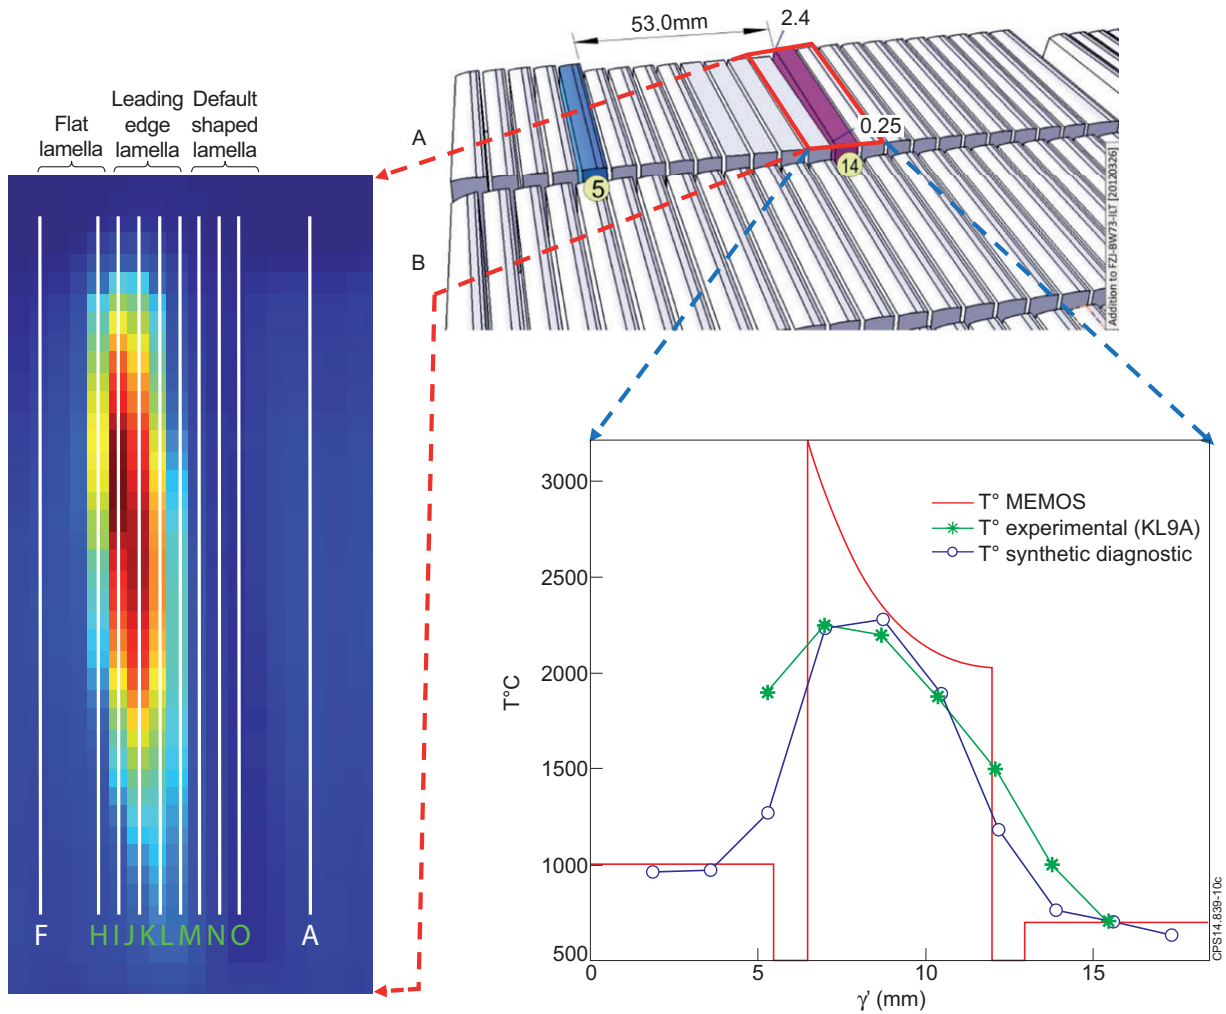 Flat
lamella
Leading
edge
lamella
Default
shaped
lamella
F
H
I
J
K
L
M
N
O
A
A
B
53.0mm
2.4
0.25
5
14
Addition to FZJ-BW73-ILT [20120326]
T° MEMOS
T° experimental (KL9A)
T° synthetic diagnostic
T°C
3000
2500
2000
1500
1000
500
0
5
10
15
γ' (mm)
CPS14.839-10c